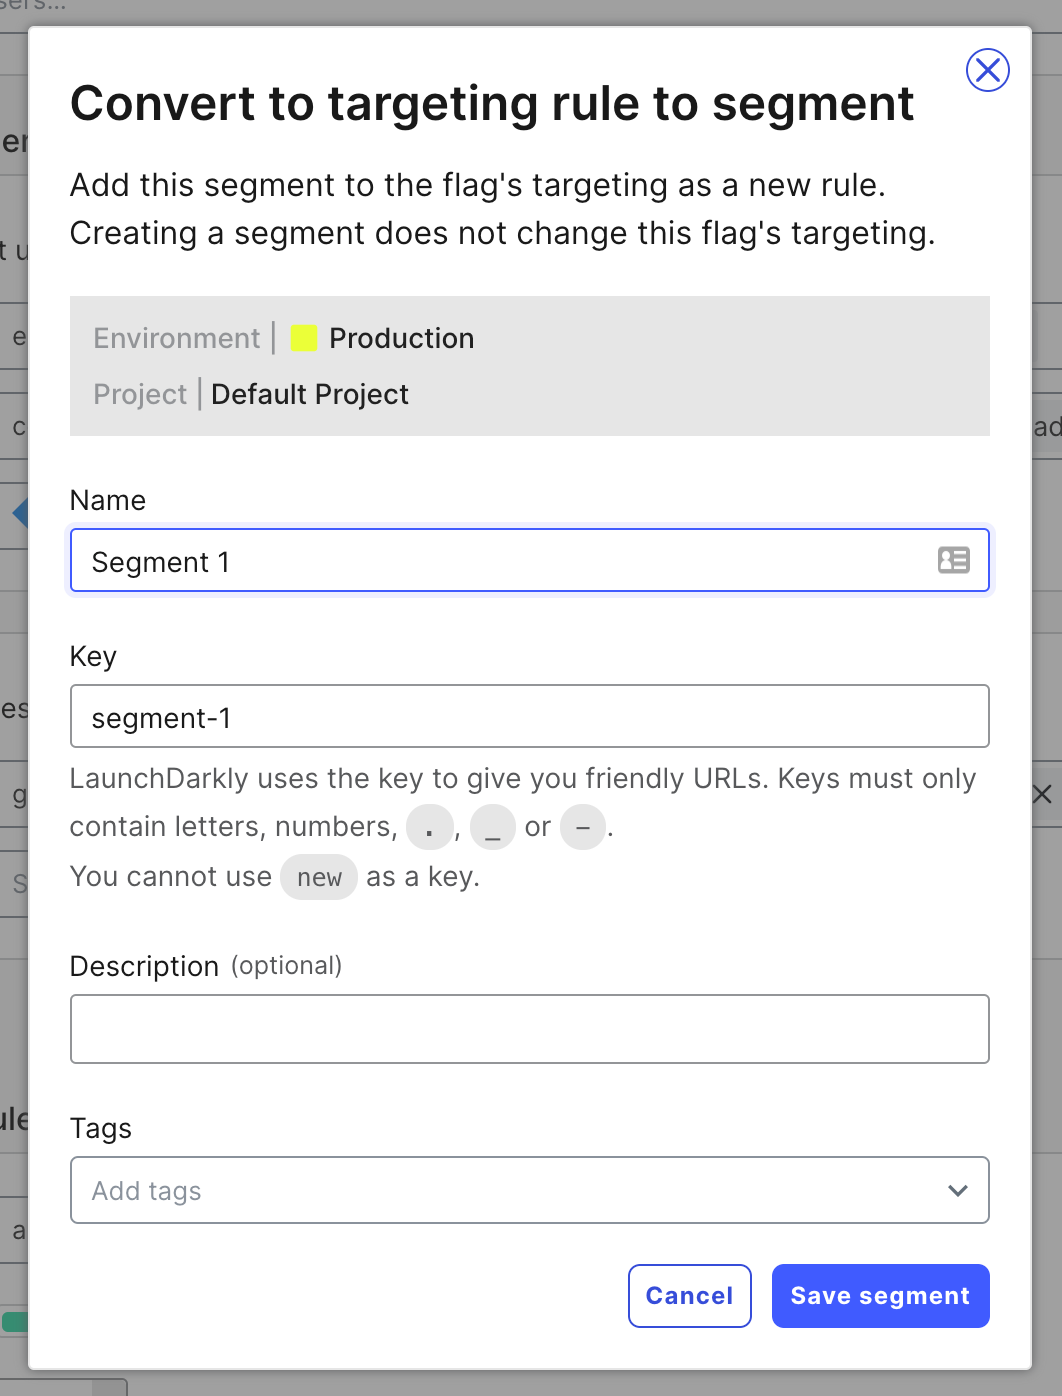 Convert to targeting rule to segment
Add this segment to the flag's targeting as a new rule.
Creating a segment does not change this flag's targeting.
Environment | Production
Project | Default Project
Name
Segment 1
Key
segment-1
LaunchDarkly uses the key to give you friendly URLs. Keys must only
contain letters, numbers, ., _ or -.
You cannot use new as a key.
Description (optional)
Tags
Add tags
Cancel
Save segment